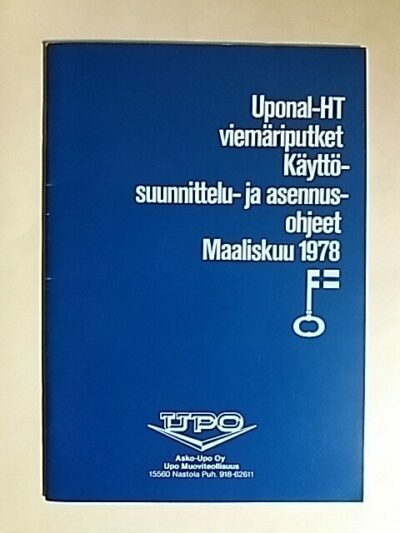 Uponal-HT
viemäriputket
Käyttö-
suunnittelu- ja asennus-
ohjeet
Maaliskuu 1978
UPO
Asko-Upo Oy
Upo Muoviteollisuus
15560 Nastola Puh. 918-62611